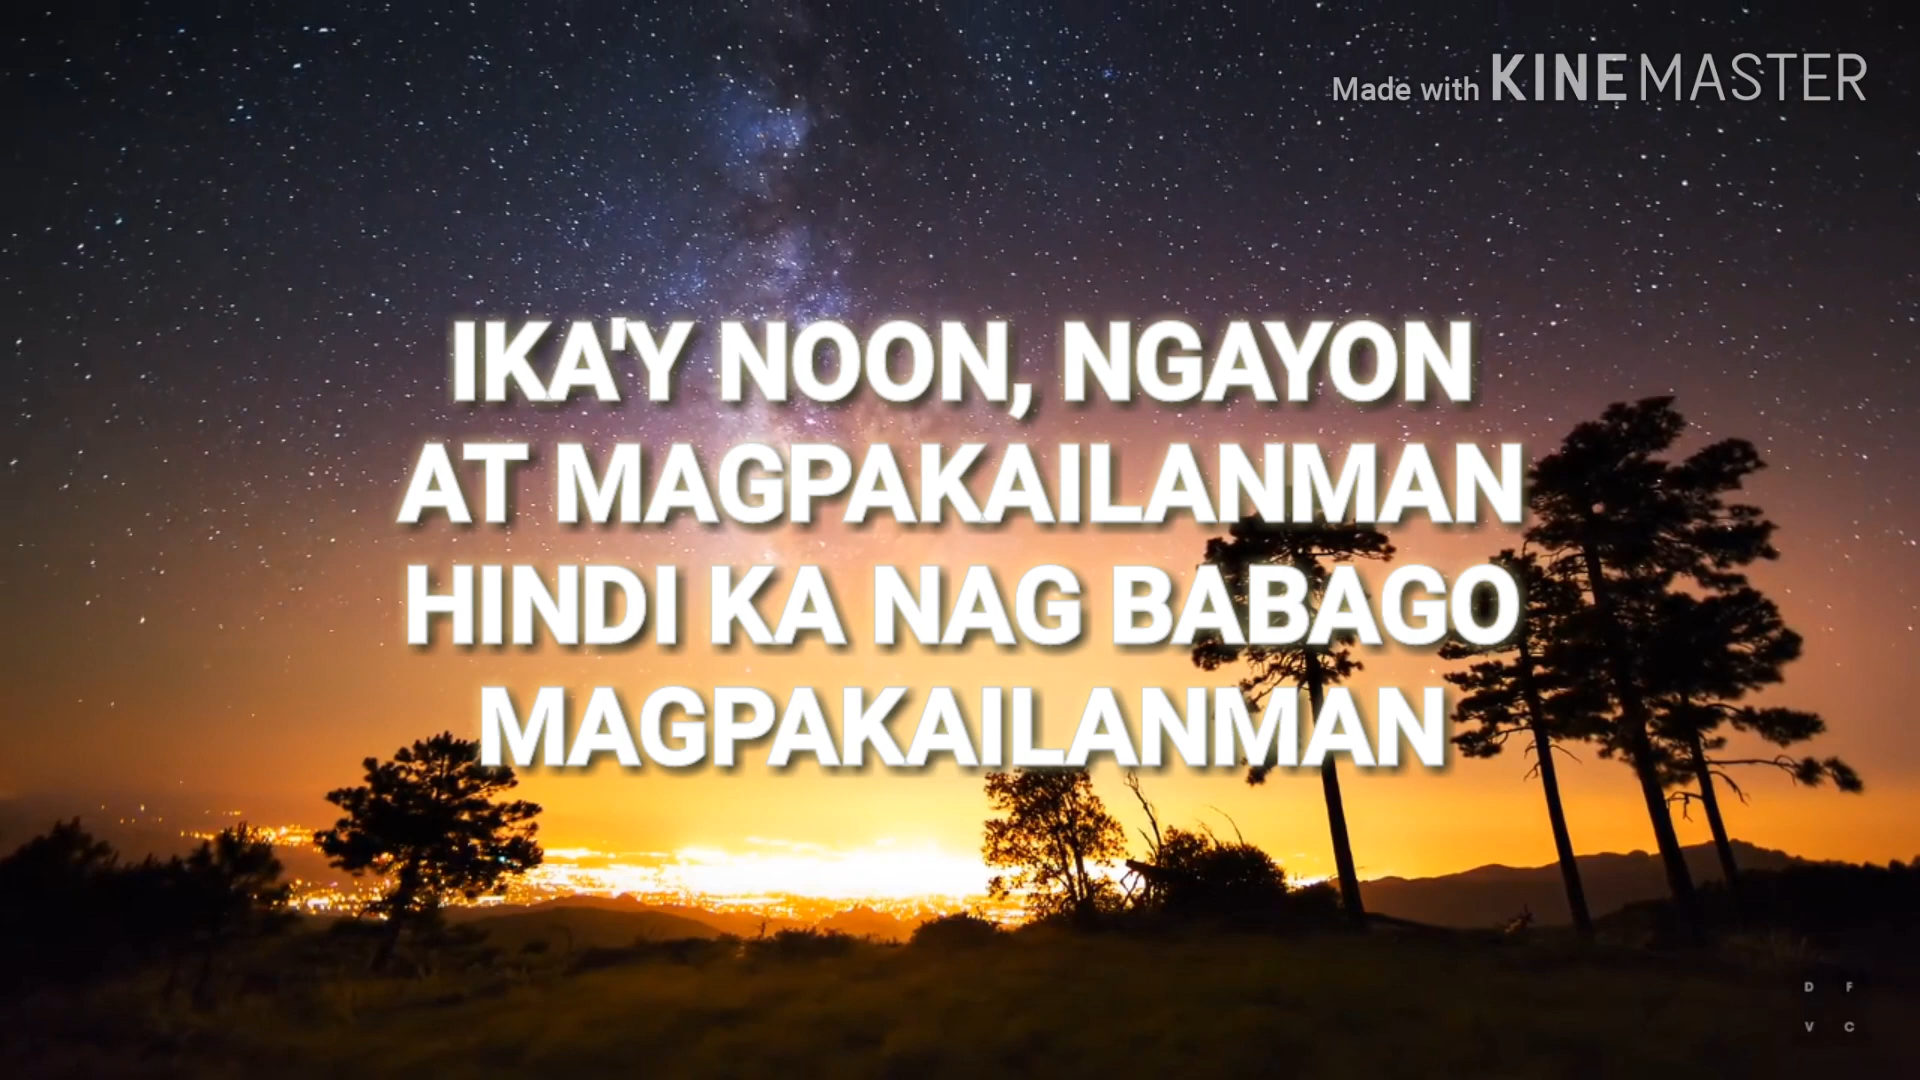 Made with KINEMASTER
IKA'Y NOON, NGAYON
AT MAGPAKAILANMAN
HINDI KA NAG BABAGO
MAGPAKAILANMAN
D F
V C